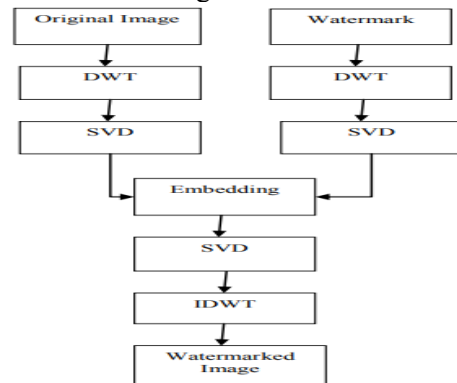 Original Image
Watermark
DWT
DWT
SVD
SVD
Embedding
SVD
IDWT
Watermarked
Image